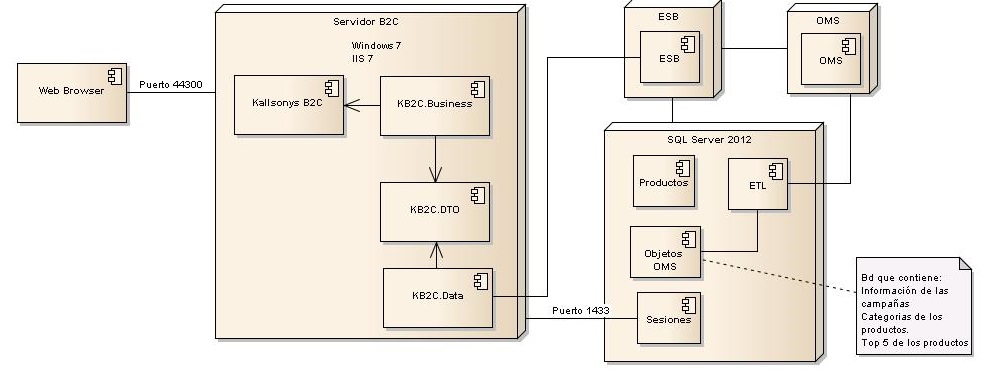 Servidor B2C
Windows 7
IIS 7
Web Browser
Puerto 44300
Kallsonys B2C
KB2C.Business
KB2C.DTO
KB2C.Data
ESB
ESB
OMS
OMS
SQL Server 2012
Productos
ETL
Objetos
OMS
Puerto 1433
Sesiones
Bd que contiene:
Información de las
campañas
Categorias de los
productos.
Top 5 de los productos